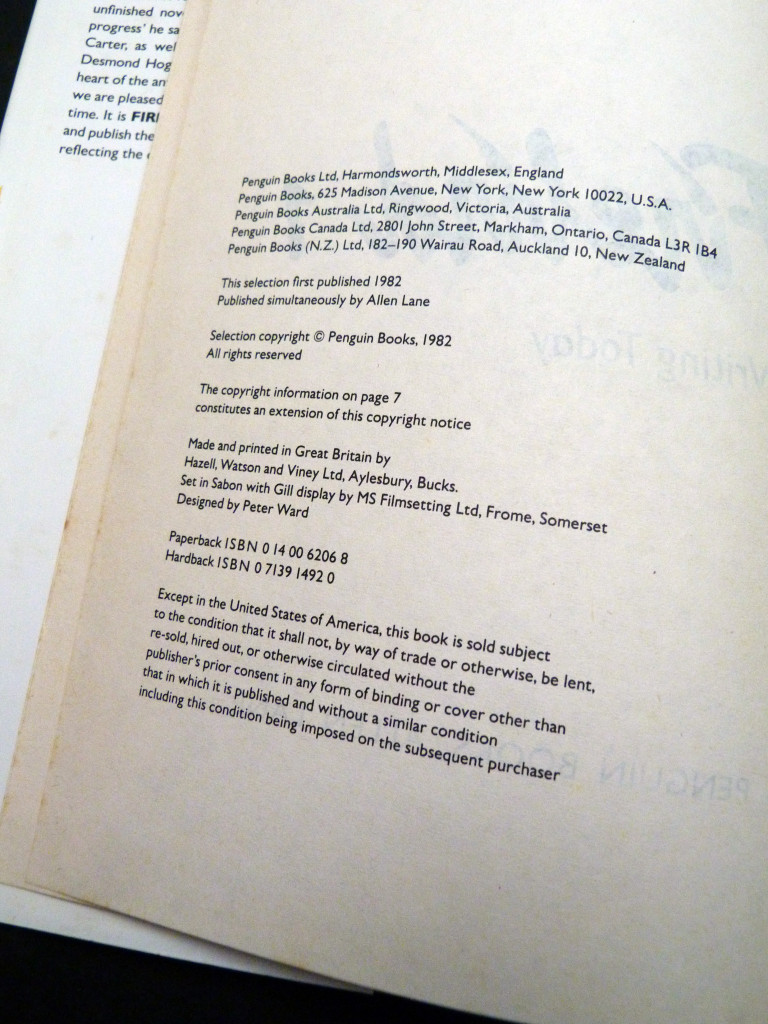 unfinished nov
progress' he sa
Carter, as wel
Desmond Hog
heart of the an
we are pleased
time. It is FIR
and publish the
reflecting the
Penguin Books Ltd, Harmondsworth, Middlesex, England
Penguin Books, 625 Madison Avenue, New York, New York 10022, U.S.A.
Penguin Books Australia Ltd, Ringwood, Victoria, Australia
Penguin Books Canada Ltd, 2801 John Street, Markham, Ontario, Canada L3R 1B4
Penguin Books (N.Z.) Ltd, 182–190 Wairau Road, Auckland 10, New Zealand
This selection first published 1982
Published simultaneously by Allen Lane
Selection copyright © Penguin Books, 1982
All rights reserved
The copyright information on page 7
constitutes an extension of this copyright notice
Made and printed in Great Britain by
Hazell, Watson and Viney Ltd, Aylesbury, Bucks.
Set in Sabon with Gill display by MS Filmsetting Ltd, Frome, Somerset
Designed by Peter Ward
Paperback ISBN 0 14 00 6206 8
Hardback ISBN 0 7139 1492 0
Except in the United States of America, this book is sold subject
to the condition that it shall not, by way of trade or otherwise, be lent,
re-sold, hired out, or otherwise circulated without the
publisher's prior consent in any form of binding or cover other than
that in which it is published and without a similar condition
including this condition being imposed on the subsequent purchaser
Writing Today
PENGUIN BOOKS